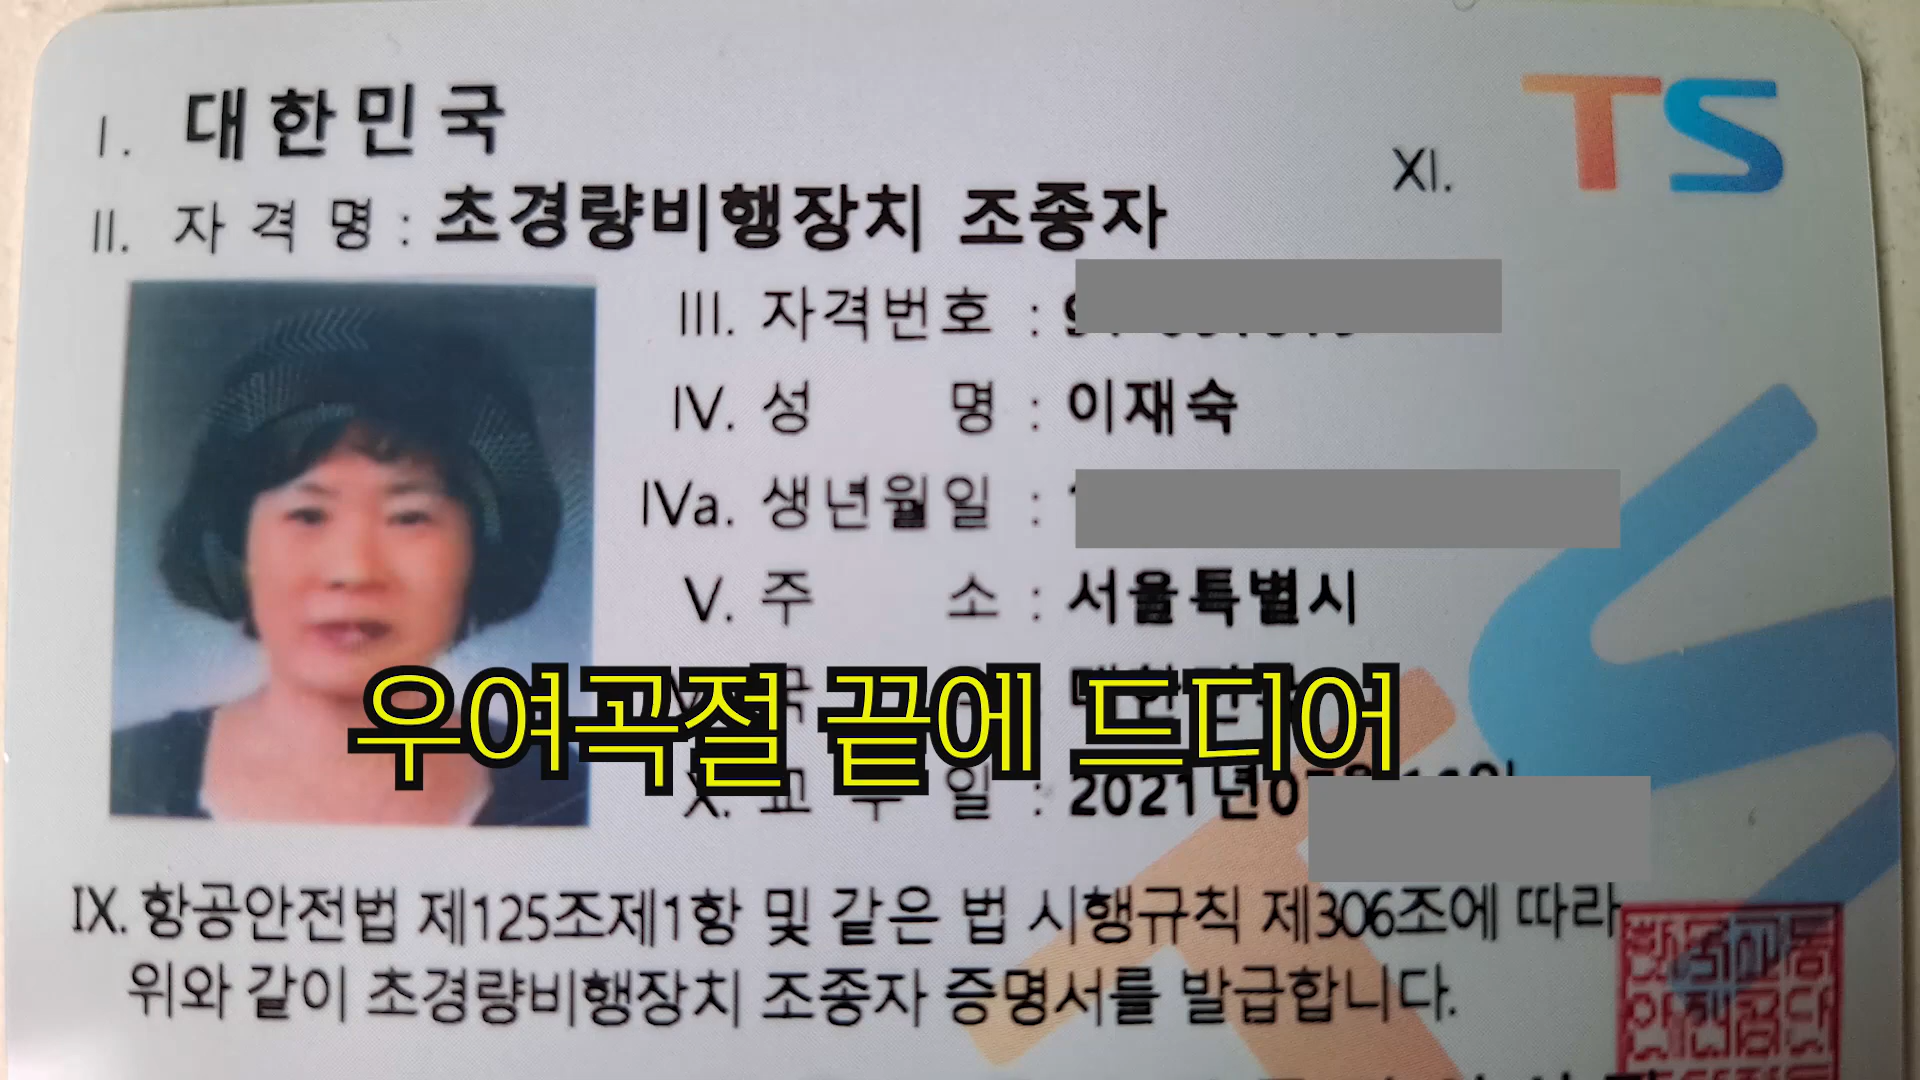 I. 대한민국
XI. TS
II. 자격명 : 초경량비행장치 조종자
III. 자격번호 :
IV. 성 명 : 이재숙
IVa. 생년월일 :
V. 주 소 : 서울특별시
우여곡절 끝에 드디어
X. 교 부 일 : 2021년0
IX. 항공안전법 제125조제1항 및 같은 법 시행규칙 제306조에 따라
위와 같이 초경량비행장치 조종자 증명서를 발급합니다.